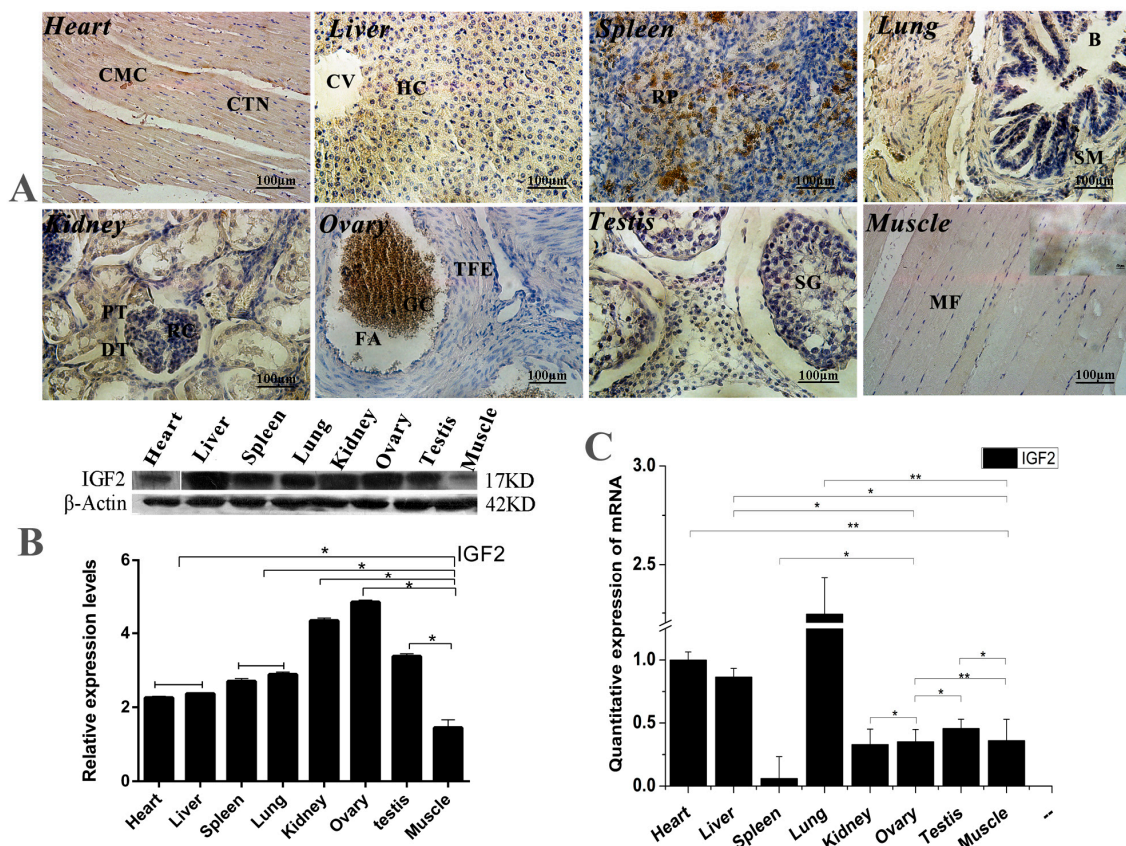 A
Heart
CMC
CTN
100μm
Liver
CV
HC
100μm
Spleen
RP
100μm
Lung
B
SM
100μm
Kidney
PT
RC
DT
100μm
Ovary
TFE
GC
FA
100μm
Testis
SG
100μm
Muscle
MF
100μm
Heart Liver Spleen Lung Kidney Ovary Testis Muscle
IGF2 17KD
β-Actin 42KD
B
IGF2
* * * * *
Relative expression levels
6
4
2
0
Heart Liver Spleen Lung Kidney Ovary testis Muscle
C
IGF2
** * * ** * * ** * *
Quantitative expression of mRNA
3.0
2.5
1.0
0.5
0.0
Heart Liver Spleen Lung Kidney Ovary Testis Muscle --